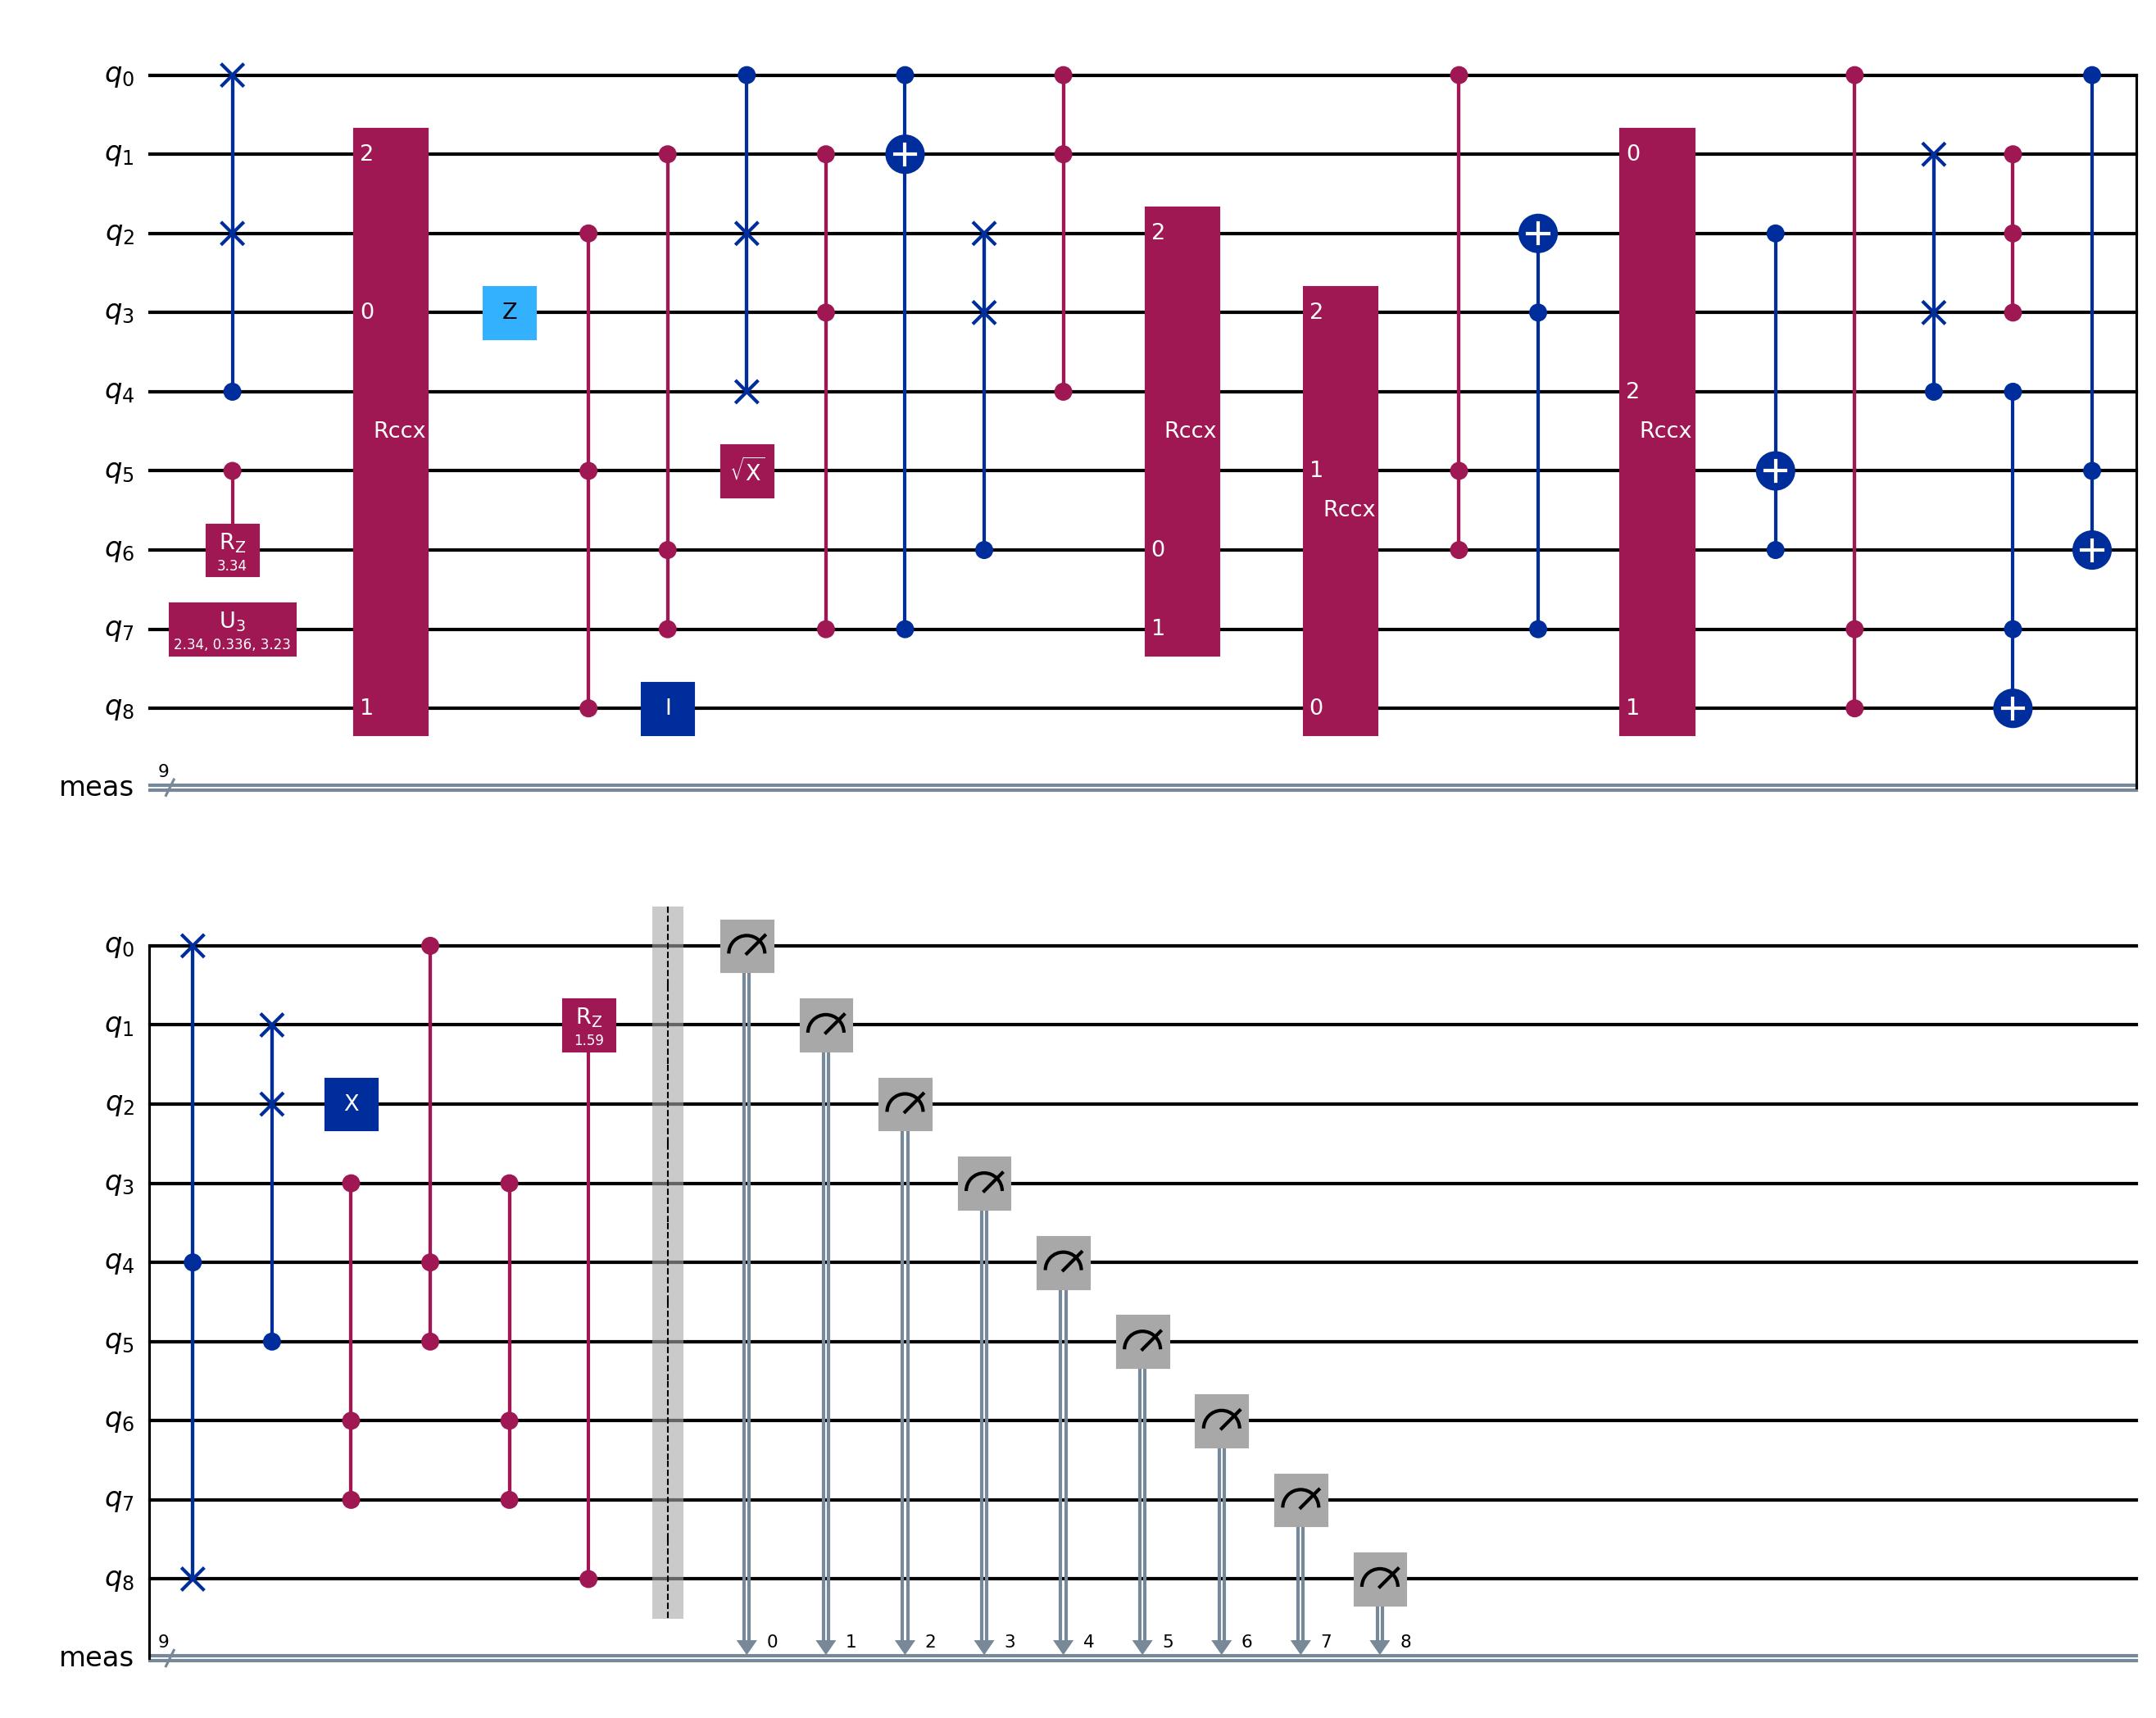 q0
q1 2 0
q2 2
q3 0 Z 2
q4 2
Rccx Rccx Rccx
q5 √X 1
Rccx
q6 RZ 0
3.34
q7 U3 1
2.34, 0.336, 3.23
q8 1 I 0 1
9
meas
q0
q1 RZ
1.59
q2 X
q3
q4
q5
q6
q7
q8
9 0 1 2 3 4 5 6 7 8
meas